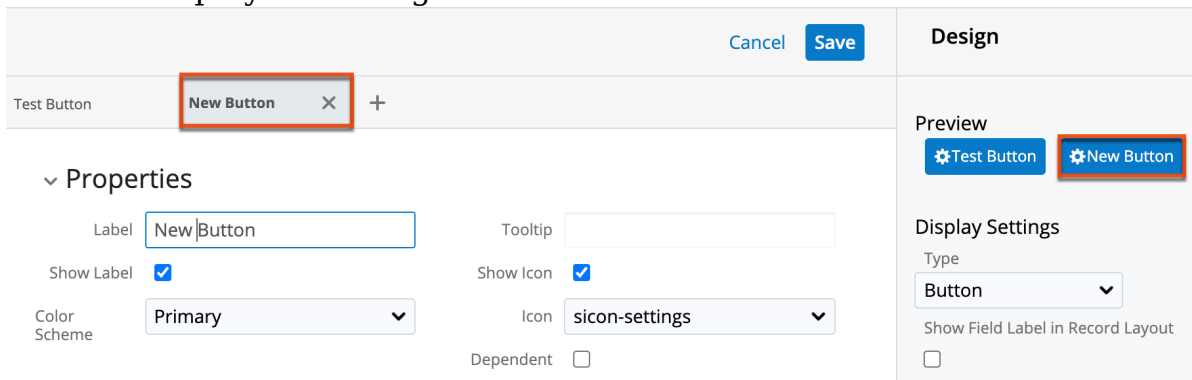 Cancel Save Design
Test Button New Button
Preview
Test Button New Button
Properties
Label New Button Tooltip
Display Settings
Type
Show Label Show Icon
Button
Color Scheme Primary Icon sicon-settings
Show Field Label in Record Layout
Dependent